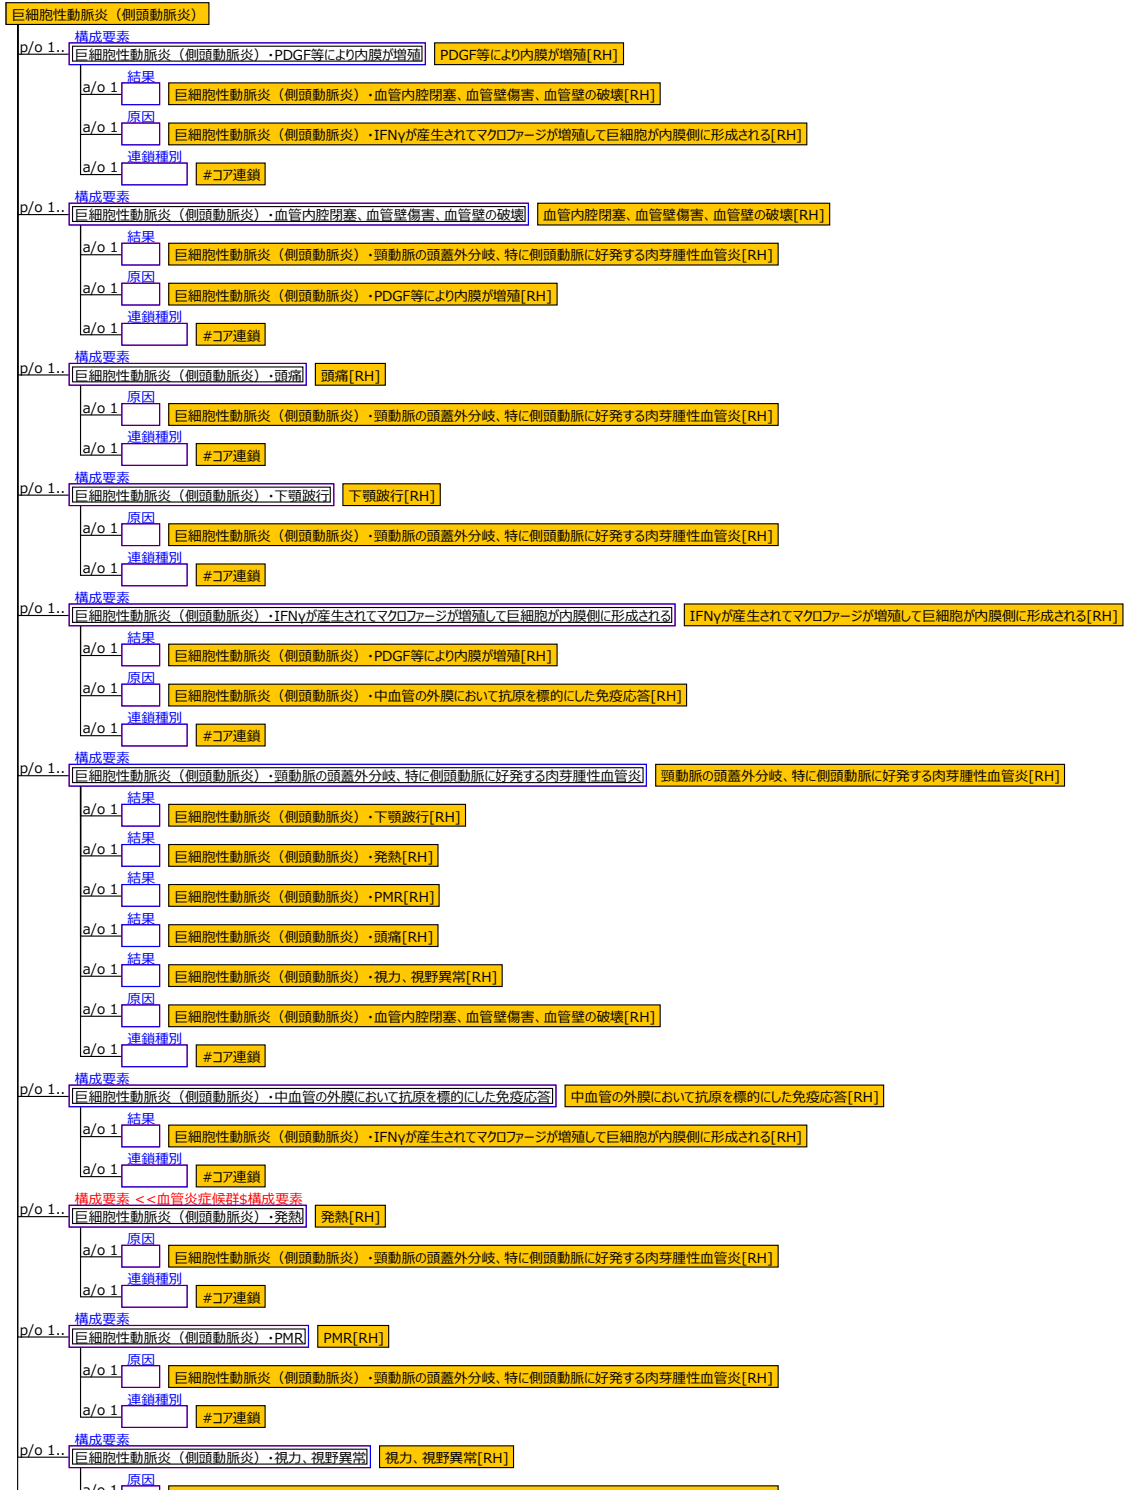 巨細胞性動脈炎（側頭動脈炎）
構成要素
p/o 1.. 巨細胞性動脈炎（側頭動脈炎）・PDGF等により内膜が増殖 PDGF等により内膜が増殖[RH]
結果
a/o 1 巨細胞性動脈炎（側頭動脈炎）・血管内腔閉塞、血管壁傷害、血管壁の破壊[RH]
原因
a/o 1 巨細胞性動脈炎（側頭動脈炎）・IFNγが産生されてマクロファージが増殖して巨細胞が内膜側に形成される[RH]
連鎖種別
a/o 1 #コア連鎖
構成要素
p/o 1.. 巨細胞性動脈炎（側頭動脈炎）・血管内腔閉塞、血管壁傷害、血管壁の破壊 血管内腔閉塞、血管壁傷害、血管壁の破壊[RH]
結果
a/o 1 巨細胞性動脈炎（側頭動脈炎）・頸動脈の頭蓋外分岐、特に側頭動脈に好発する肉芽腫性血管炎[RH]
原因
a/o 1 巨細胞性動脈炎（側頭動脈炎）・PDGF等により内膜が増殖[RH]
連鎖種別
a/o 1 #コア連鎖
構成要素
p/o 1.. 巨細胞性動脈炎（側頭動脈炎）・頭痛 頭痛[RH]
原因
a/o 1 巨細胞性動脈炎（側頭動脈炎）・頸動脈の頭蓋外分岐、特に側頭動脈に好発する肉芽腫性血管炎[RH]
連鎖種別
a/o 1 #コア連鎖
構成要素
p/o 1.. 巨細胞性動脈炎（側頭動脈炎）・下顎跛行 下顎跛行[RH]
原因
a/o 1 巨細胞性動脈炎（側頭動脈炎）・頸動脈の頭蓋外分岐、特に側頭動脈に好発する肉芽腫性血管炎[RH]
連鎖種別
a/o 1 #コア連鎖
構成要素
p/o 1.. 巨細胞性動脈炎（側頭動脈炎）・IFNγが産生されてマクロファージが増殖して巨細胞が内膜側に形成される IFNγが産生されてマクロファージが増殖して巨細胞が内膜側に形成される[RH]
結果
a/o 1 巨細胞性動脈炎（側頭動脈炎）・PDGF等により内膜が増殖[RH]
原因
a/o 1 巨細胞性動脈炎（側頭動脈炎）・中血管の外膜において抗原を標的にした免疫応答[RH]
連鎖種別
a/o 1 #コア連鎖
構成要素
p/o 1.. 巨細胞性動脈炎（側頭動脈炎）・頸動脈の頭蓋外分岐、特に側頭動脈に好発する肉芽腫性血管炎 頸動脈の頭蓋外分岐、特に側頭動脈に好発する肉芽腫性血管炎[RH]
結果
a/o 1 巨細胞性動脈炎（側頭動脈炎）・下顎跛行[RH]
結果
a/o 1 巨細胞性動脈炎（側頭動脈炎）・発熱[RH]
結果
a/o 1 巨細胞性動脈炎（側頭動脈炎）・PMR[RH]
結果
a/o 1 巨細胞性動脈炎（側頭動脈炎）・頭痛[RH]
結果
a/o 1 巨細胞性動脈炎（側頭動脈炎）・視力、視野異常[RH]
原因
a/o 1 巨細胞性動脈炎（側頭動脈炎）・血管内腔閉塞、血管壁傷害、血管壁の破壊[RH]
連鎖種別
a/o 1 #コア連鎖
構成要素
p/o 1.. 巨細胞性動脈炎（側頭動脈炎）・中血管の外膜において抗原を標的にした免疫応答 中血管の外膜において抗原を標的にした免疫応答[RH]
結果
a/o 1 巨細胞性動脈炎（側頭動脈炎）・IFNγが産生されてマクロファージが増殖して巨細胞が内膜側に形成される[RH]
連鎖種別
a/o 1 #コア連鎖
構成要素 <<血管炎症候群$構成要素
p/o 1.. 巨細胞性動脈炎（側頭動脈炎）・発熱 発熱[RH]
原因
a/o 1 巨細胞性動脈炎（側頭動脈炎）・頸動脈の頭蓋外分岐、特に側頭動脈に好発する肉芽腫性血管炎[RH]
連鎖種別
a/o 1 #コア連鎖
構成要素
p/o 1.. 巨細胞性動脈炎（側頭動脈炎）・PMR PMR[RH]
原因
a/o 1 巨細胞性動脈炎（側頭動脈炎）・頸動脈の頭蓋外分岐、特に側頭動脈に好発する肉芽腫性血管炎[RH]
連鎖種別
a/o 1 #コア連鎖
構成要素
p/o 1.. 巨細胞性動脈炎（側頭動脈炎）・視力、視野異常 視力、視野異常[RH]
原因
a/o 1